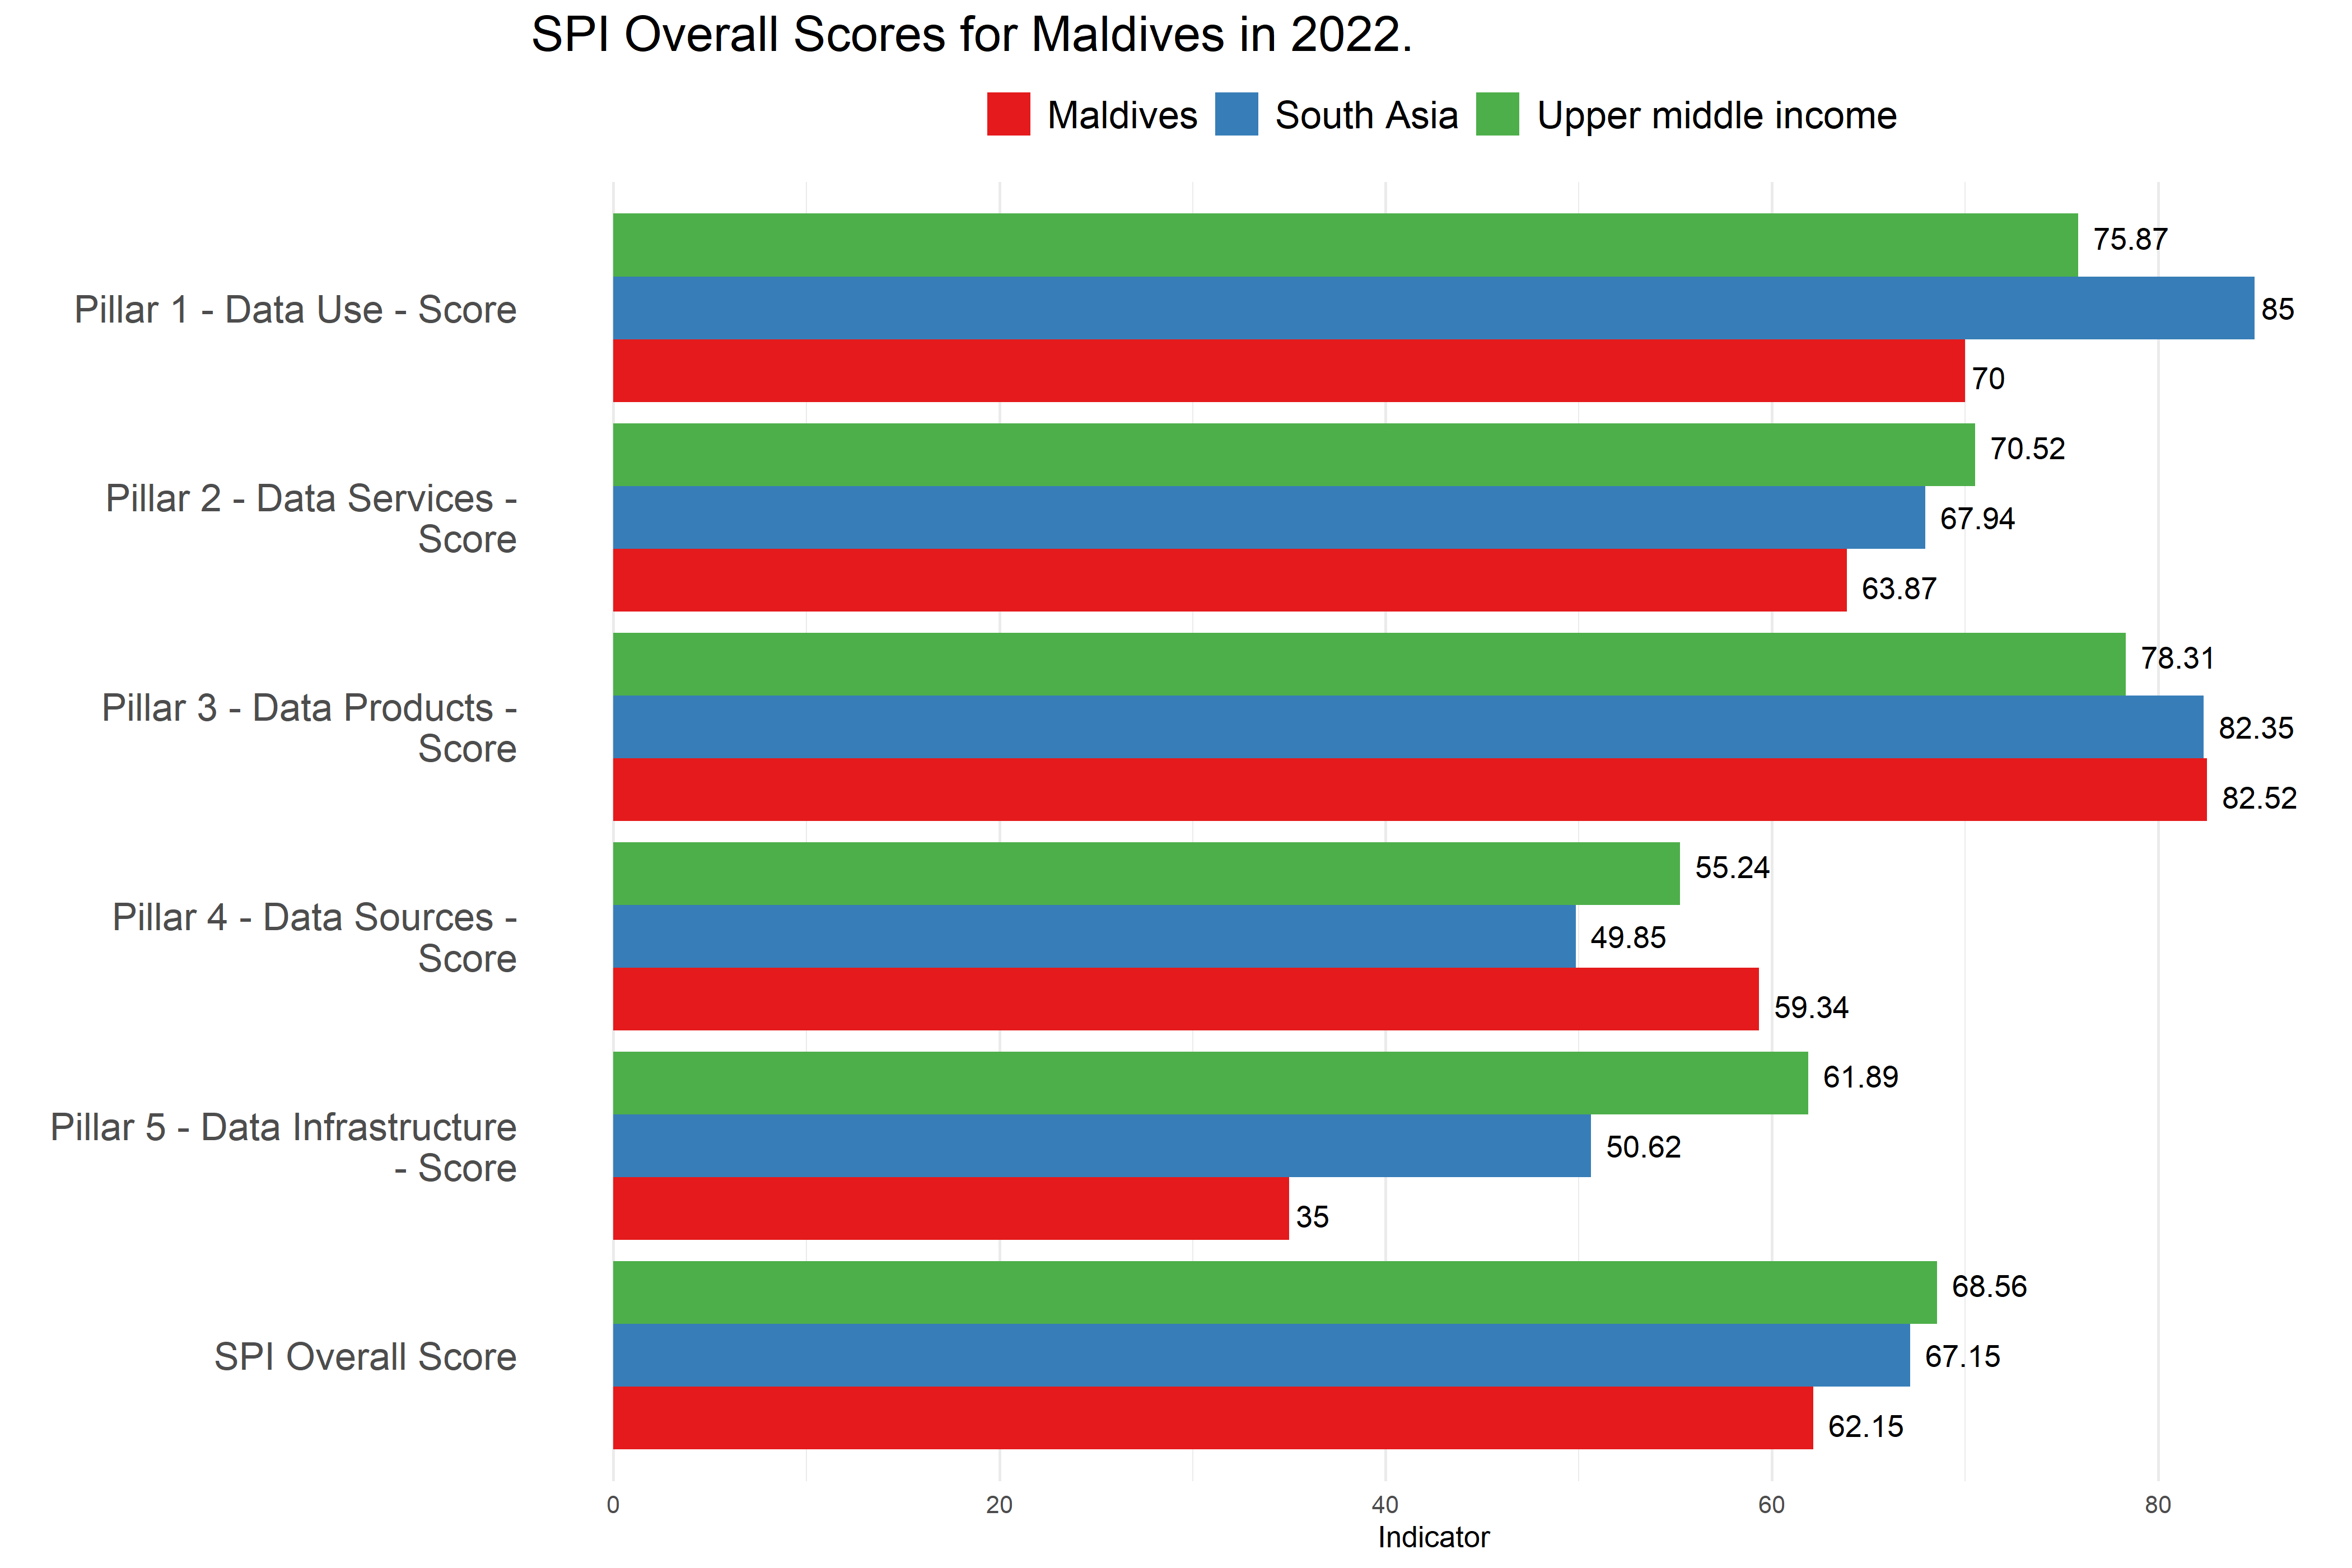 SPI Overall Scores for Maldives in 2022.
Maldives South Asia Upper middle income
Pillar 1 - Data Use - Score
75.87
85
70
Pillar 2 - Data Services -
Score
70.52
67.94
63.87
Pillar 3 - Data Products -
Score
78.31
82.35
82.52
Pillar 4 - Data Sources -
Score
55.24
49.85
59.34
Pillar 5 - Data Infrastructure
- Score
61.89
50.62
35
SPI Overall Score
68.56
67.15
62.15
0 20 40 60 80
Indicator